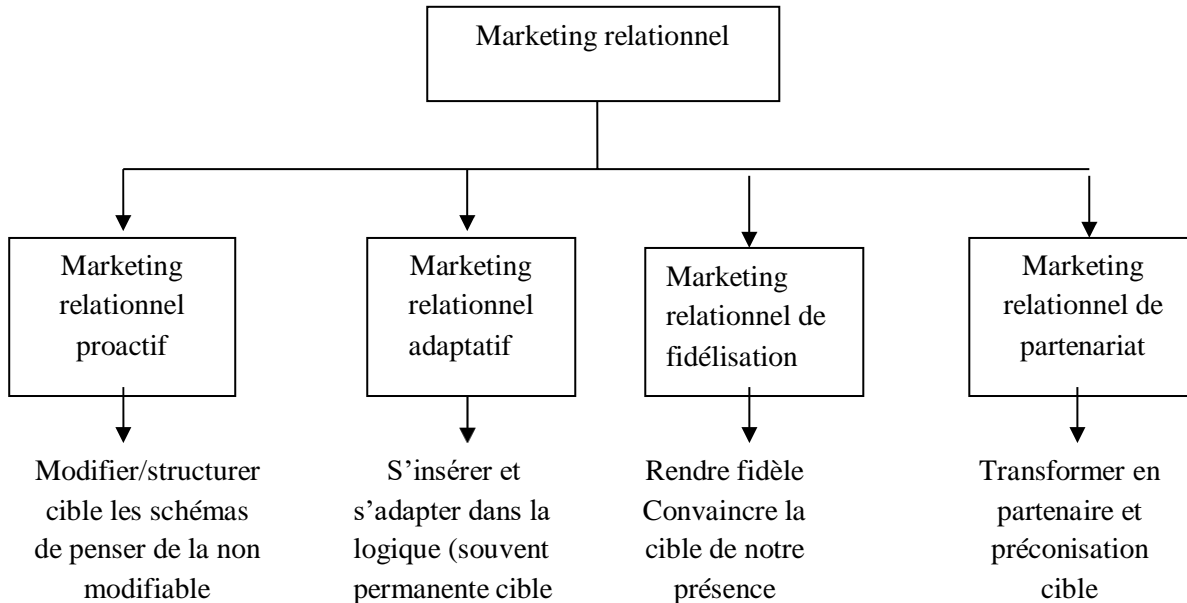 Marketing relationnel
Marketing
relationnel
proactif
Marketing
relationnel
adaptatif
Marketing
relationnel de
fidélisation
Marketing
relationnel de
partenariat
Modifier/structurer
cible les schémas
de penser de la non
modifiable
S’insérer et
s’adapter dans la
logique (souvent
permanente cible
Rendre fidèle
Convaincre la
cible de notre
présence
Transformer en
partenaire et
préconisation
cible